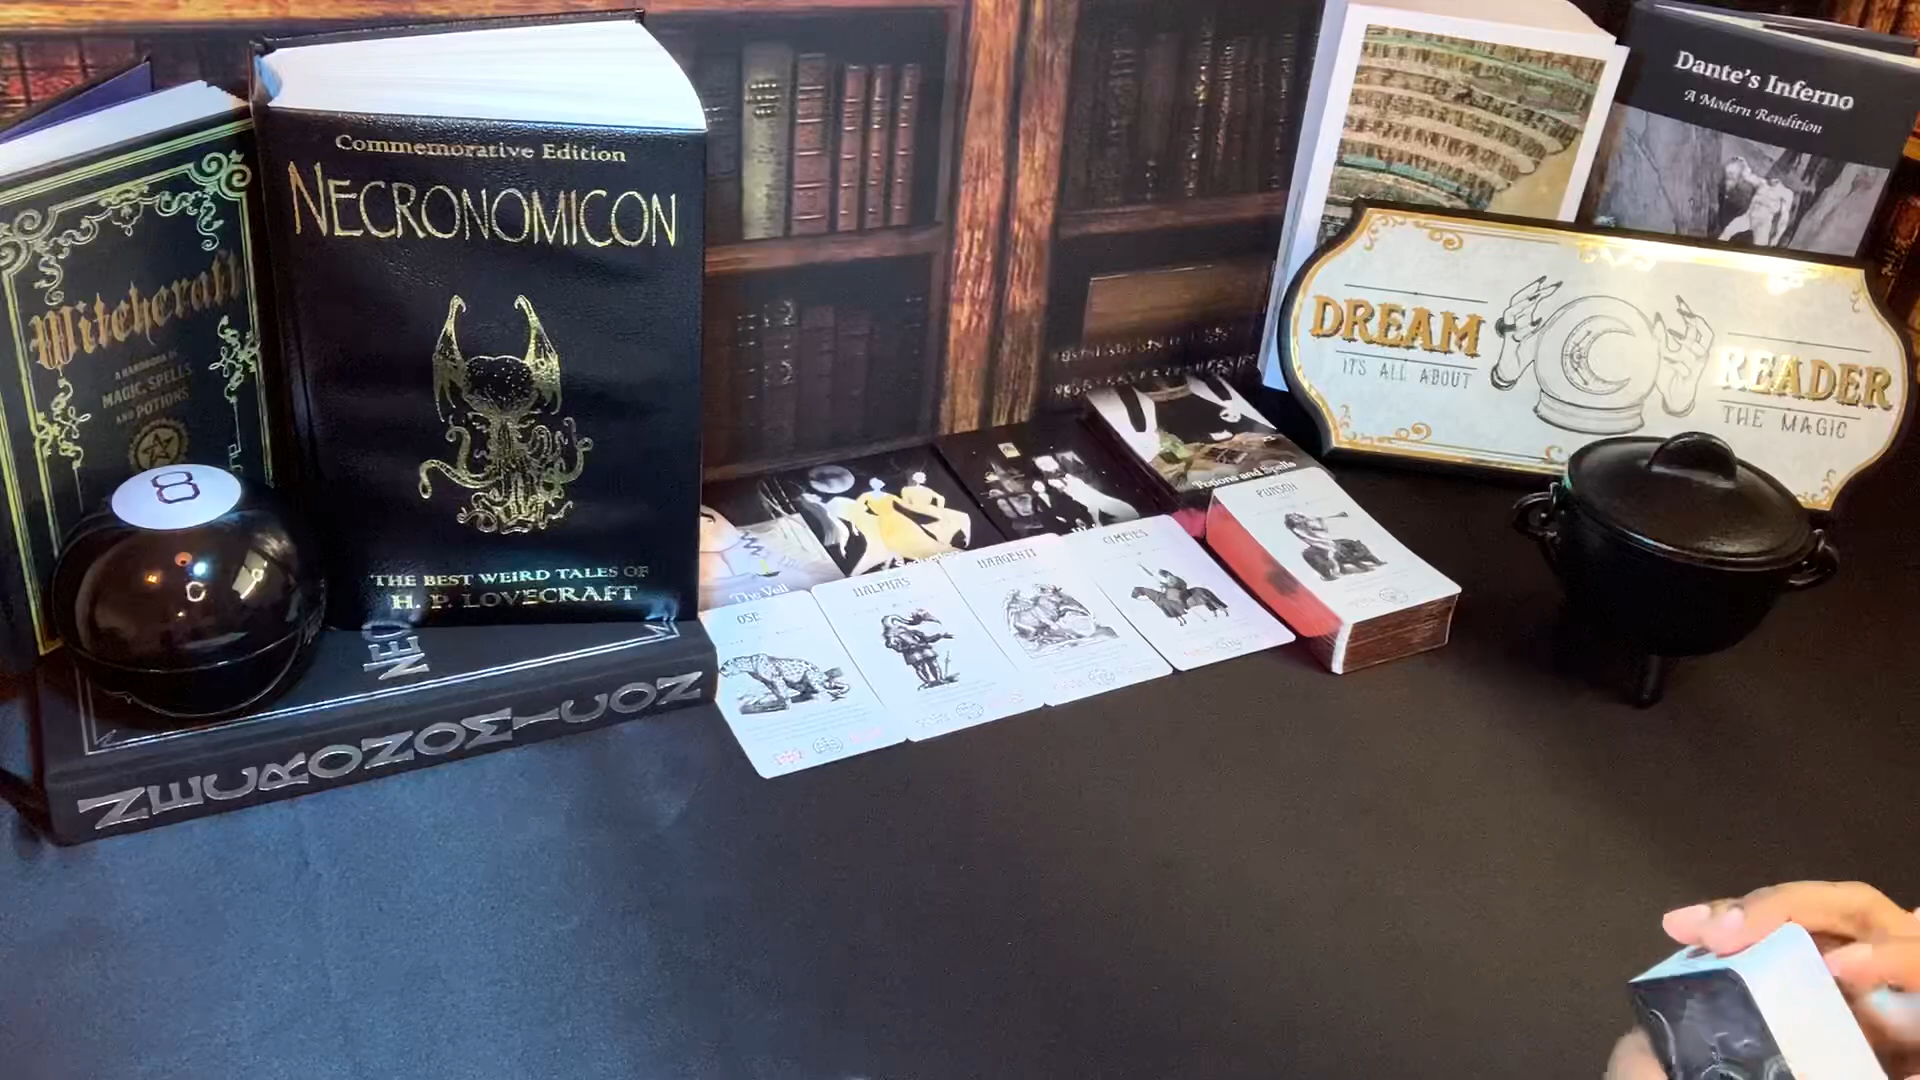 Witchcraft
A HANDBOOK OF
MAGIC, SPELLS
AND POTIONS
8
Commemorative Edition
NECRONOMICON
THE BEST WEIRD TALES OF
H. P. LOVECRAFT
NEC
NECRONOMICON
The Veil
Potions and Spells
OSE
HALPHAS
HAAGENTI
CIMEIES
PURSON
Dante's Inferno
A Modern Rendition
DREAM READER
IT'S ALL ABOUT THE MAGIC